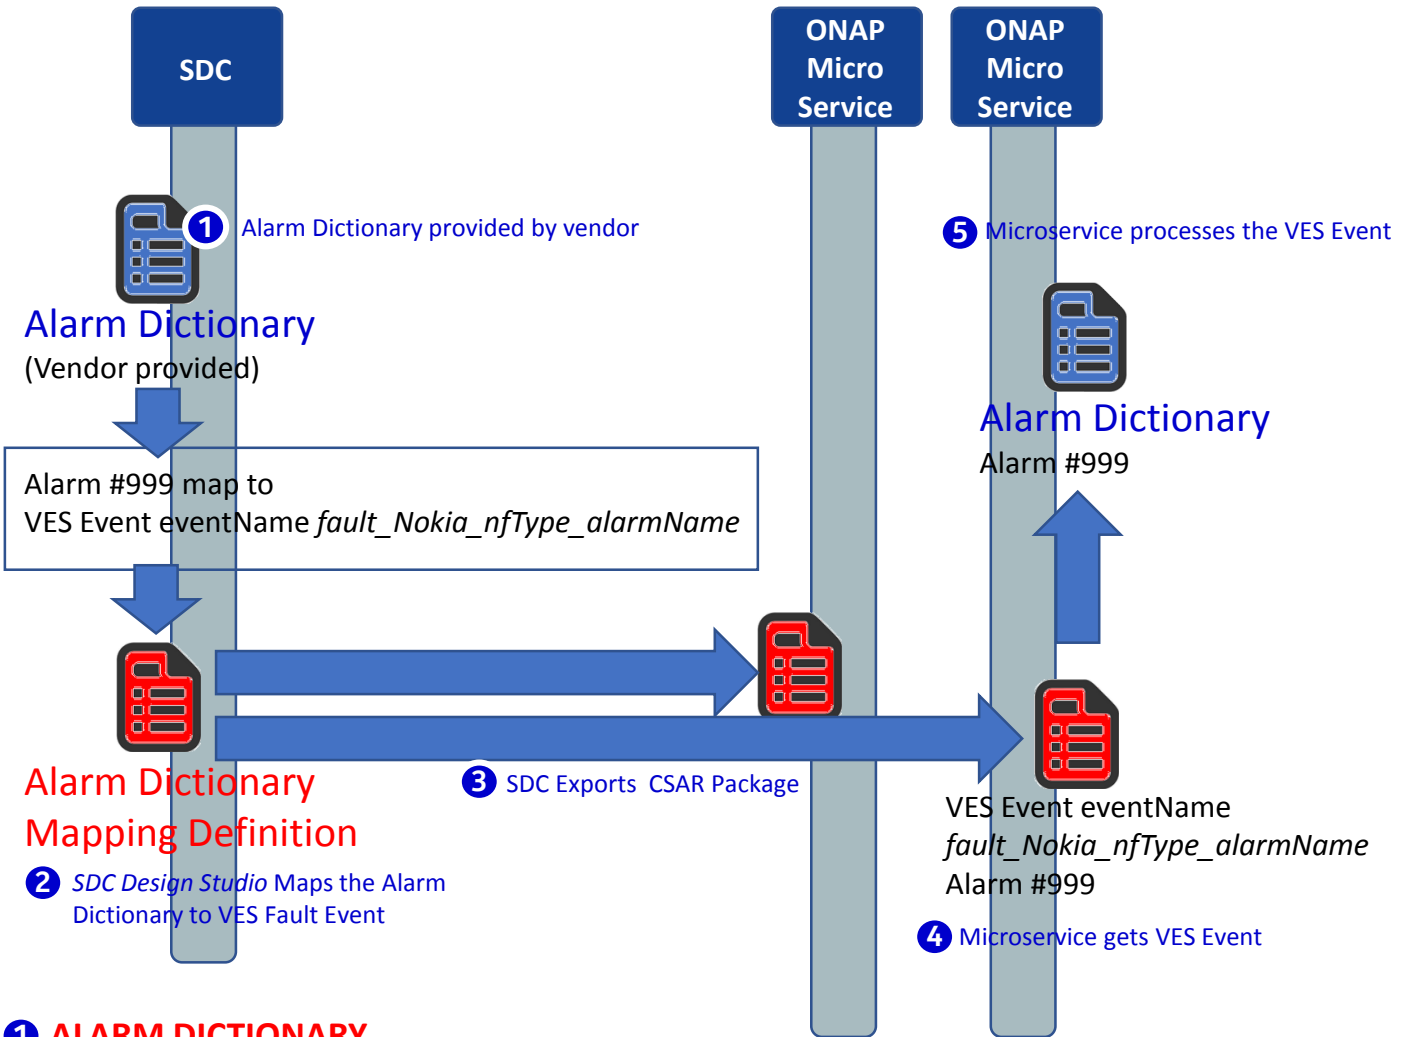 SDC
ONAP
Micro
Service
ONAP
Micro
Service
1 Alarm Dictionary provided by vendor
5 Microservice processes the VES Event
Alarm Dictionary
(Vendor provided)
Alarm Dictionary
Alarm #999
Alarm #999 map to
VES Event eventName fault_Nokia_nfType_alarmName
Alarm Dictionary
Mapping Definition
3 SDC Exports CSAR Package
VES Event eventName
fault_Nokia_nfType_alarmName
Alarm #999
2 SDC Design Studio Maps the Alarm
Dictionary to VES Fault Event
4 Microservice gets VES Event
1 ALARM DICTIONARY